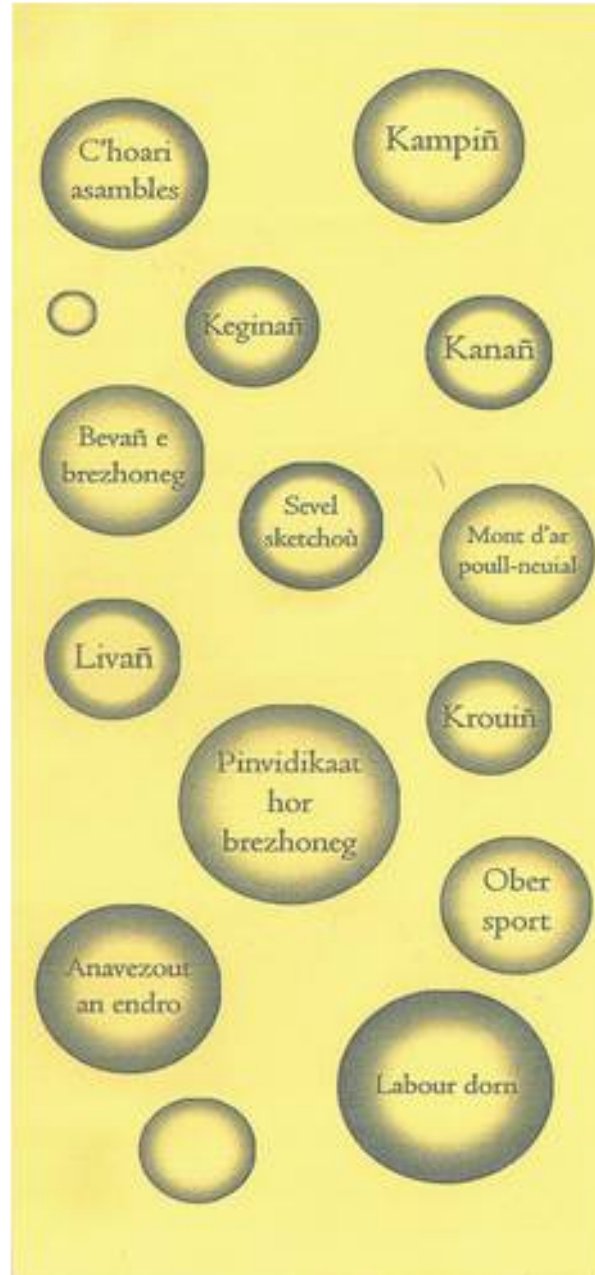 C'hoari
asambles
Kampiñ
Keginañ
Kanañ
Bevañ e
brezhoneg
Sevel
sketchoù
Mont d'ar
poull-neuial
Livañ
Krouiñ
Pinvidikaat
hor
brezhoneg
Ober
sport
Anavezout
an endro
Labour dorn